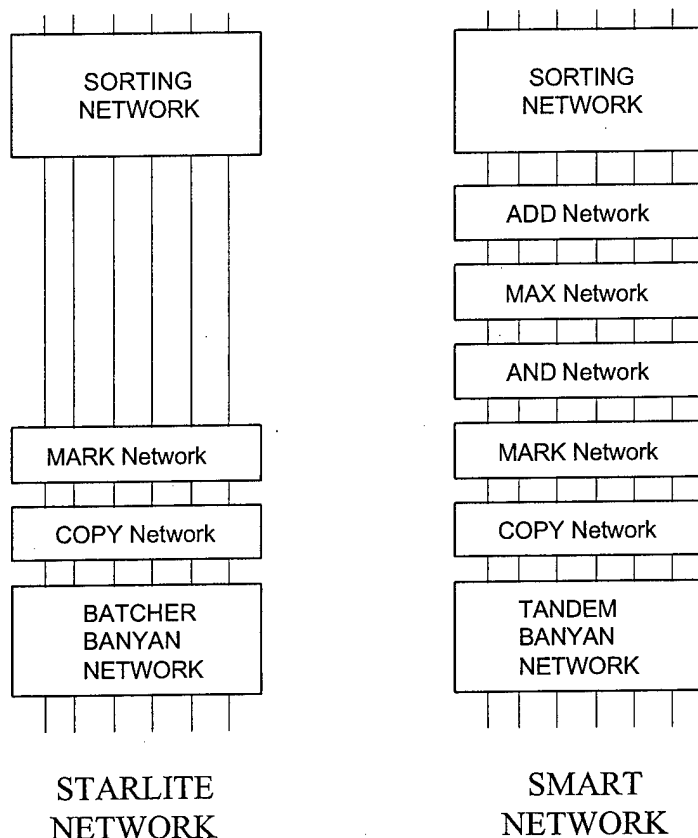 SORTING
NETWORK
MARK Network
COPY Network
BATCHER
BANYAN
NETWORK
STARLITE
NETWORK
SORTING
NETWORK
ADD Network
MAX Network
AND Network
MARK Network
COPY Network
TANDEM
BANYAN
NETWORK
SMART
NETWORK